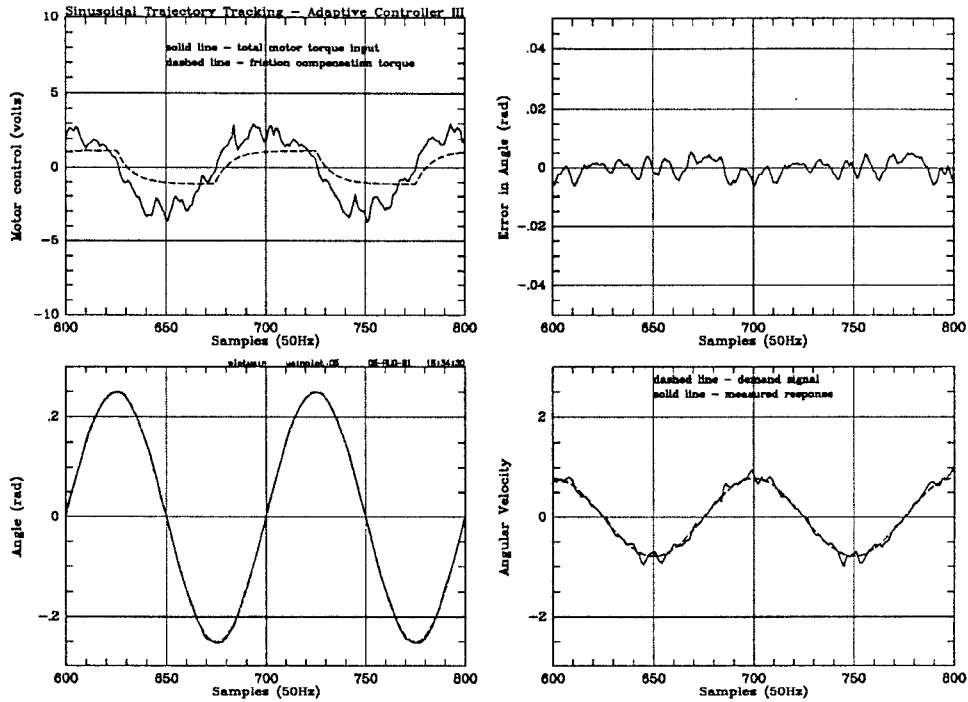 Sinusoidal Trajectory Tracking - Adaptive Controller III
solid line - total motor torque input
dashed line - friction compensation torque
Motor control (volts)
10
5
0
-5
-10
600
650
700
750
800
Samples (50Hz)
Error in Angle (rad)
.04
.02
0
-.02
-.04
600
650
700
750
800
Samples (50Hz)
Angle (rad)
.2
0
-.2
600
650
700
750
800
Samples (50Hz)
dashed line - demand signal
solid line - measured response
Angular Velocity
2
0
-2
600
650
700
750
800
Samples (50Hz)